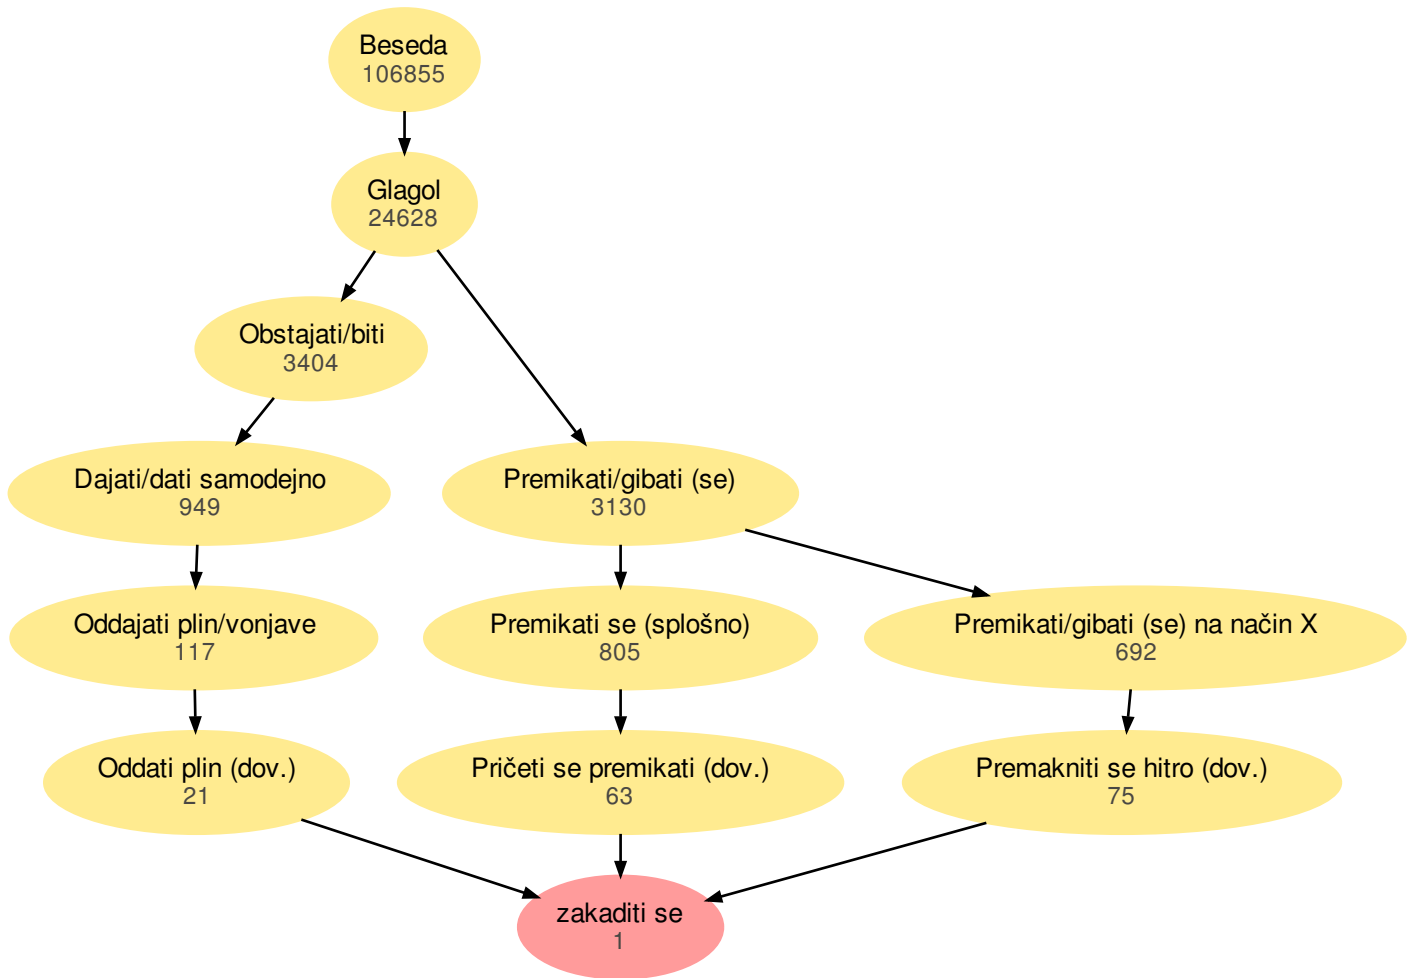 Beseda
106855
Glagol
24628
Obstajati/biti
3404
Dajati/dati samodejno
949
Premikati/gibati (se)
3130
Oddajati plin/vonjave
117
Premikati se (splošno)
805
Premikati/gibati (se) na način X
692
Oddati plin (dov.)
21
Pričeti se premikati (dov.)
63
Premakniti se hitro (dov.)
75
zakaditi se
1